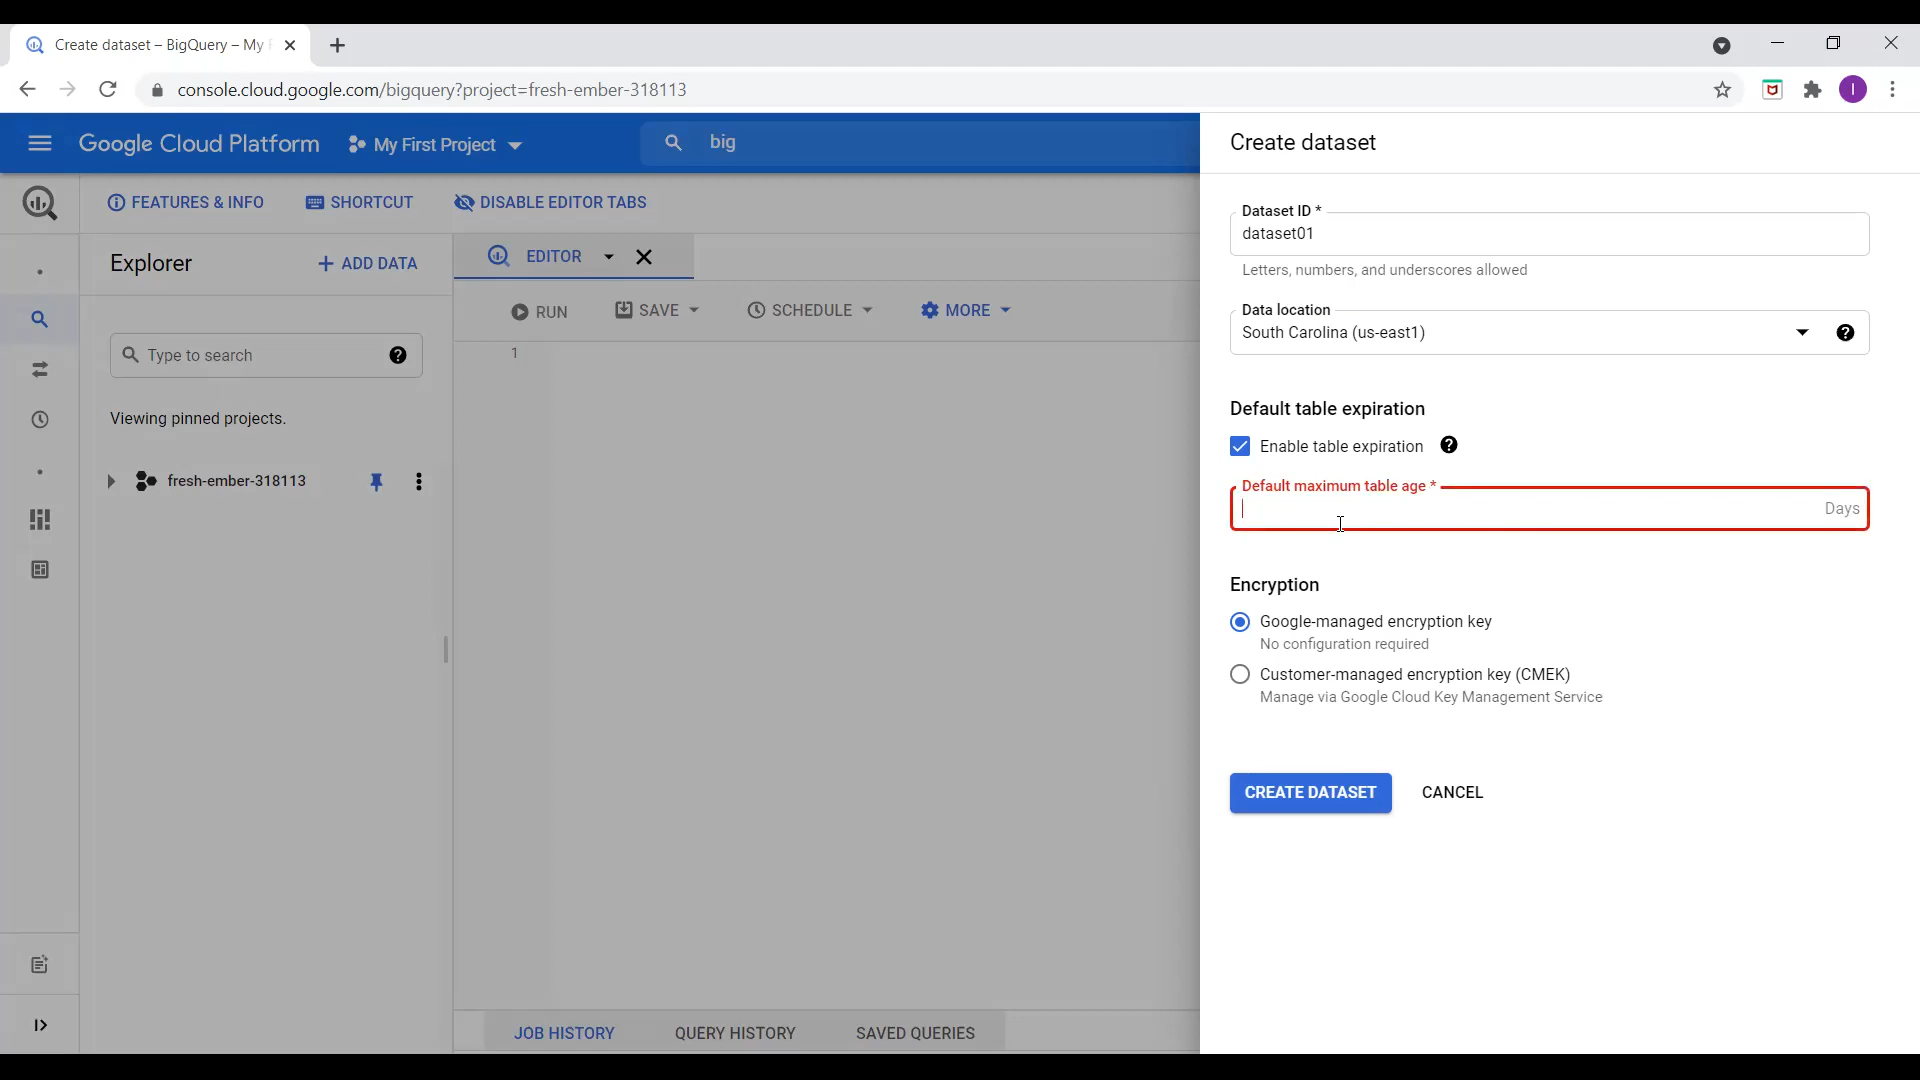 Create dataset – BigQuery – My
console.cloud.google.com/bigquery?project=fresh-ember-318113
I
Google Cloud Platform
My First Project
big
Create dataset
FEATURES & INFO
SHORTCUT
DISABLE EDITOR TABS
Explorer
+ ADD DATA
EDITOR
RUN
SAVE
SCHEDULE
MORE
1
Type to search
Viewing pinned projects.
fresh-ember-318113
Dataset ID *
dataset01
Letters, numbers, and underscores allowed
Data location
South Carolina (us-east1)
Default table expiration
Enable table expiration
Default maximum table age *
Days
Encryption
Google-managed encryption key
No configuration required
Customer-managed encryption key (CMEK)
Manage via Google Cloud Key Management Service
CREATE DATASET
CANCEL
JOB HISTORY
QUERY HISTORY
SAVED QUERIES